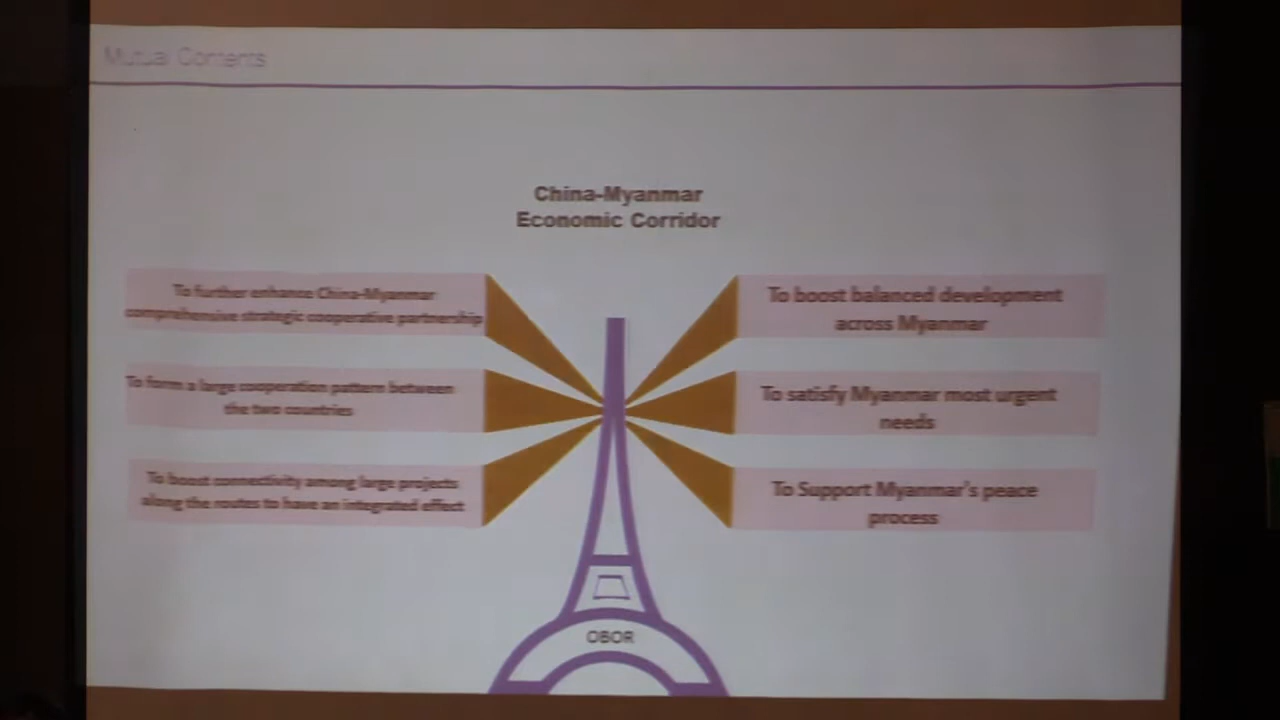 Mutual Contents
China-Myanmar
Economic Corridor
To further enhance China-Myanmar
comprehensive strategic cooperative partnership
To form a large cooperation pattern between
the two countries
To boost connectivity among large projects
along the routes to have an integrated effect
To boost balanced development
across Myanmar
To satisfy Myanmar most urgent
needs
To Support Myanmar's peace
process
OBOR